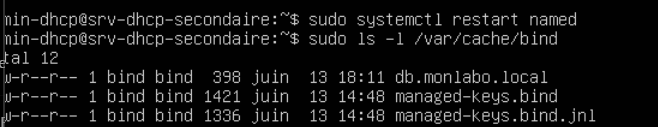 min-dhcp@srv-dhcp-secondaire:~$ sudo systemctl restart named
min-dhcp@srv-dhcp-secondaire:~$ sudo ls -l /var/cache/bind
tal 12
w-r--r-- 1 bind bind  398 juin  13 18:11 db.monlabo.local
w-r--r-- 1 bind bind 1421 juin  13 14:48 managed-keys.bind
w-r--r-- 1 bind bind 1336 juin  13 14:48 managed-keys.bind.jnl